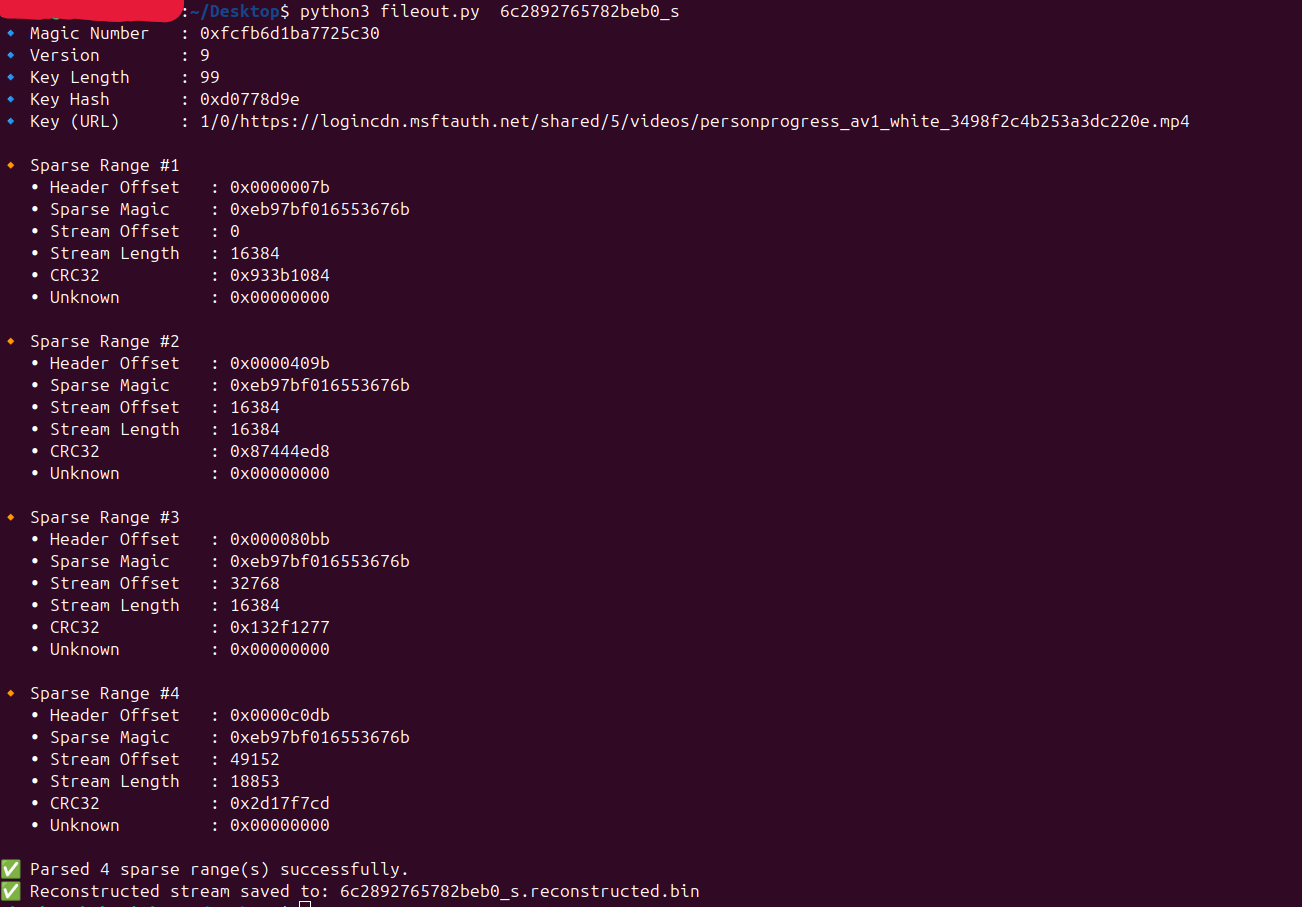 :~/Desktop$ python3 fileout.py  6c2892765782beb0_s
🔹 Magic Number   : 0xfcfb6d1ba7725c30
🔹 Version        : 9
🔹 Key Length     : 99
🔹 Key Hash       : 0xd0778d9e
🔹 Key (URL)      : 1/0/https://logincdn.msftauth.net/shared/5/videos/personprogress_av1_white_3498f2c4b253a3dc220e.mp4
🔸 Sparse Range #1
• Header Offset   : 0x0000007b
• Sparse Magic    : 0xeb97bf016553676b
• Stream Offset   : 0
• Stream Length   : 16384
• CRC32           : 0x933b1084
• Unknown         : 0x00000000
🔸 Sparse Range #2
• Header Offset   : 0x0000409b
• Sparse Magic    : 0xeb97bf016553676b
• Stream Offset   : 16384
• Stream Length   : 16384
• CRC32           : 0x87444ed8
• Unknown         : 0x00000000
🔸 Sparse Range #3
• Header Offset   : 0x000080bb
• Sparse Magic    : 0xeb97bf016553676b
• Stream Offset   : 32768
• Stream Length   : 16384
• CRC32           : 0x132f1277
• Unknown         : 0x00000000
🔸 Sparse Range #4
• Header Offset   : 0x0000c0db
• Sparse Magic    : 0xeb97bf016553676b
• Stream Offset   : 49152
• Stream Length   : 18853
• CRC32           : 0x2d17f7cd
• Unknown         : 0x00000000
✅ Parsed 4 sparse range(s) successfully.
✅ Reconstructed stream saved to: 6c2892765782beb0_s.reconstructed.bin